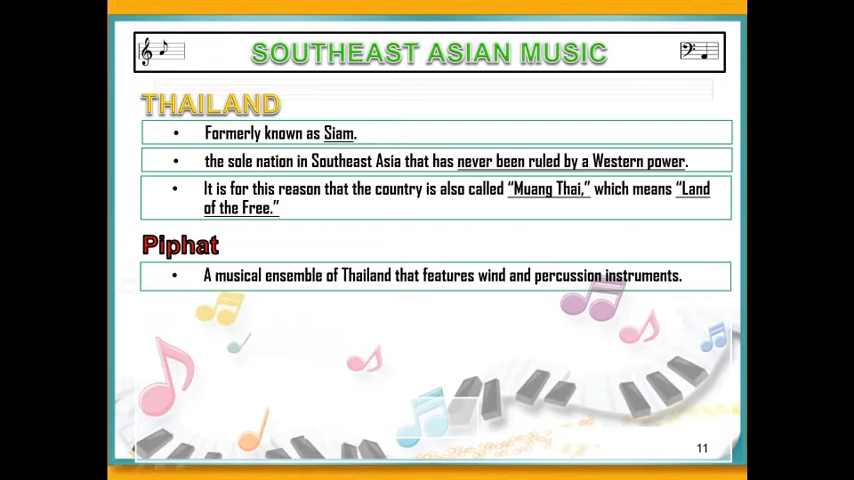 SOUTHEAST ASIAN MUSIC
THAILAND
• Formerly known as Siam.
• the sole nation in Southeast Asia that has never been ruled by a Western power.
• It is for this reason that the country is also called “Muang Thai,” which means “Land
of the Free.”
Piphat
• A musical ensemble of Thailand that features wind and percussion instruments.
11